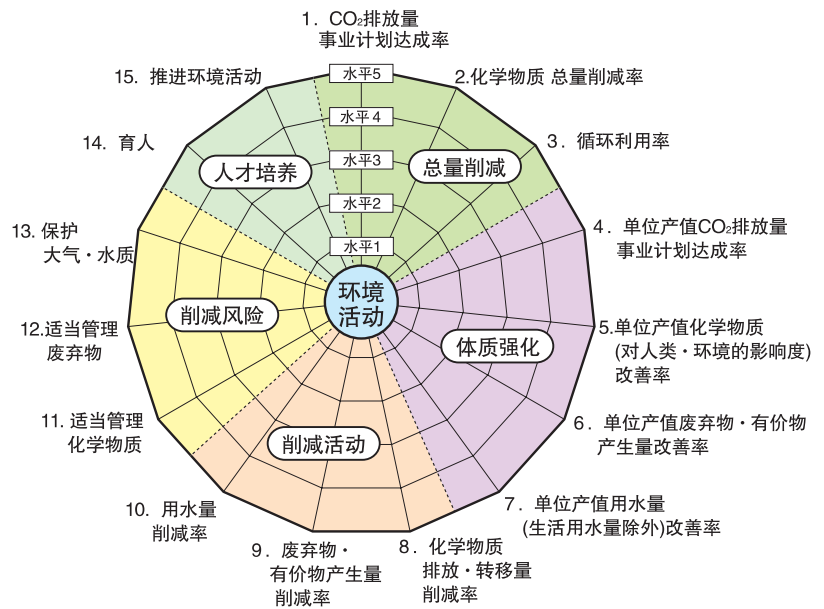 1. CO₂排放量
事业计划达成率
2.化学物质 总量削减率
3. 循环利用率
4. 单位产值CO₂排放量
事业计划达成率
5.单位产值化学物质
(对人类・环境的影响度)
改善率
6. 单位产值废弃物・有价物
产生量改善率
7. 单位产值用水量
(生活用水量除外)改善率
8. 化学物质
排放・转移量
削减率
9. 废弃物・
有价物产生量
削减率
10. 用水量
削减率
11. 适当管理
化学物质
12.适当管理
废弃物
13. 保护
大气・水质
14. 育人
15. 推进环境活动
水平5
水平4
水平3
水平2
水平1
环境
活动
总量削减
体质强化
削减活动
削减风险
人才培养